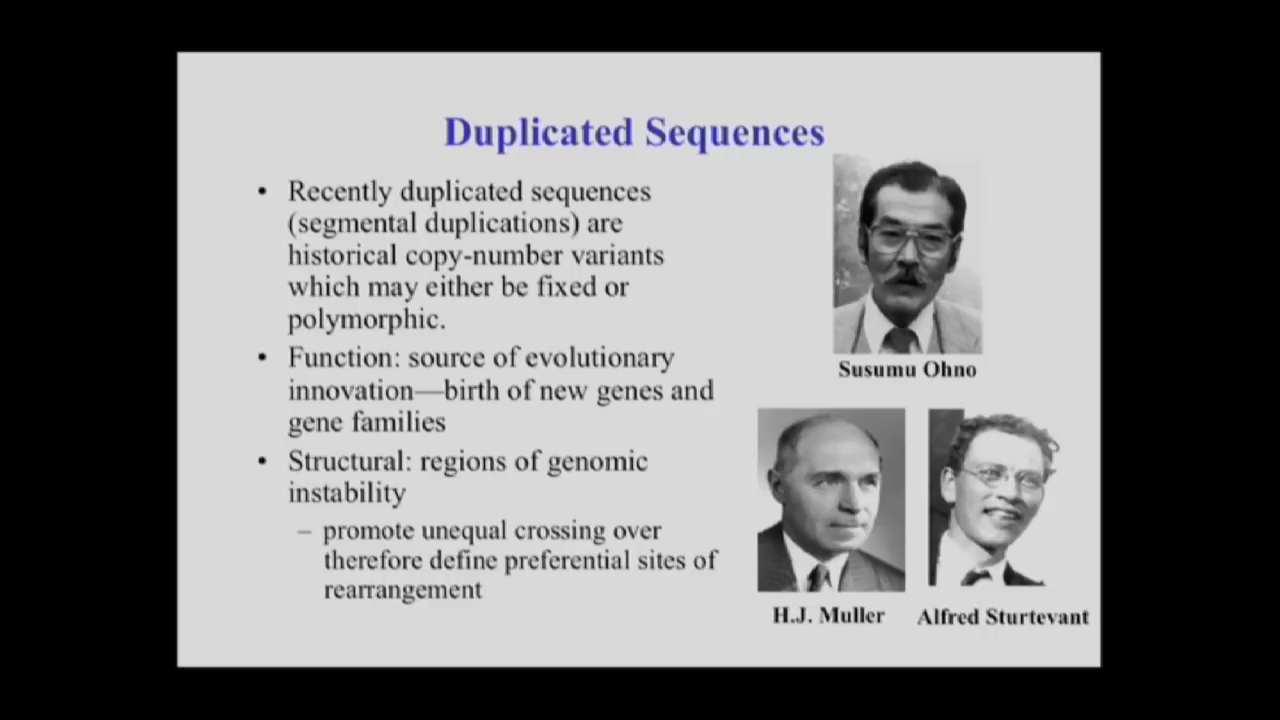 Duplicated Sequences
• Recently duplicated sequences
(segmental duplications) are
historical copy-number variants
which may either be fixed or
polymorphic.
• Function: source of evolutionary
innovation—birth of new genes and
gene families
• Structural: regions of genomic
instability
– promote unequal crossing over
therefore define preferential sites of
rearrangement
Susumu Ohno
H.J. Muller
Alfred Sturtevant